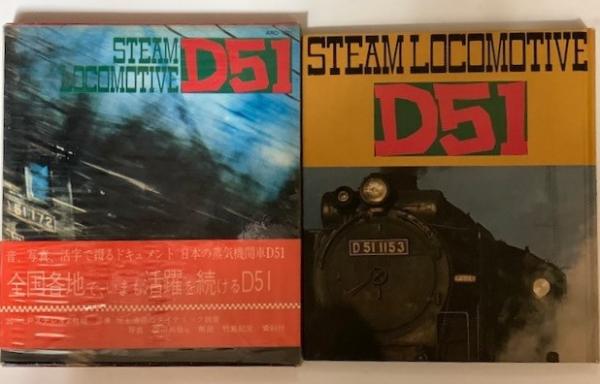 STEAM
LOCOMOTIVE
D51
音、写真、活字で綴るドキュメント 日本の蒸気機関車D51
全国各地でいまも活躍を続けるD51
STEAM LOCOMOTIVE
D51
D51 1153